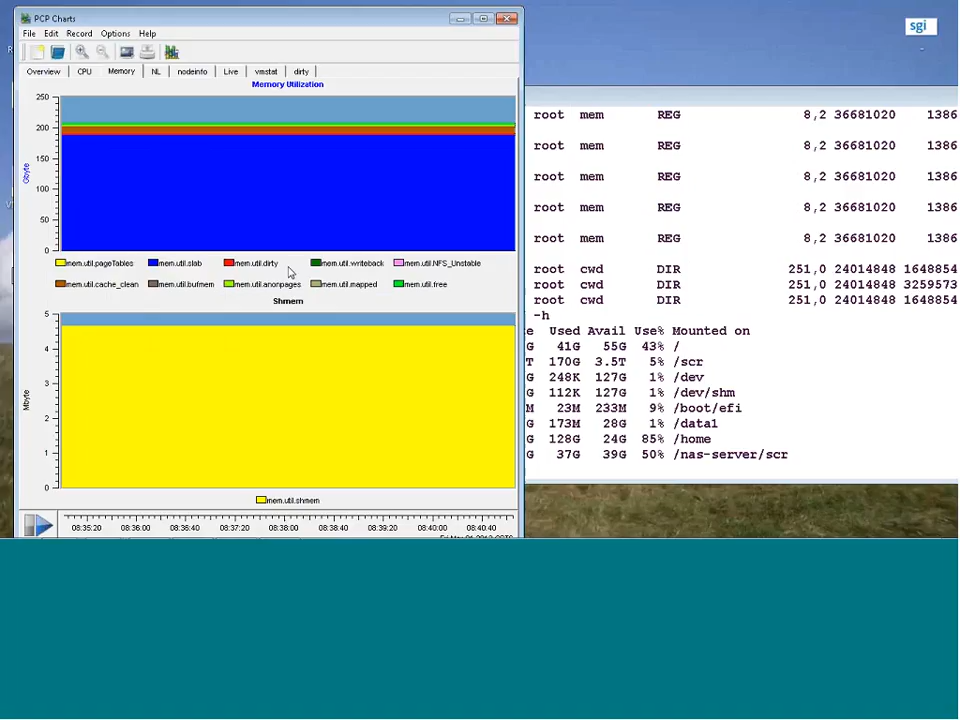 PCP Charts
sgi
File Edit Record Options Help
Overview CPU Memory NL nodeinfo Live vmstat dirty
Memory Utilization
250
200
150
100
50
0
Gbyte
mem.util.pageTables mem.util.slab mem.util.dirty mem.util.writeback mem.util.NFS_Unstable
mem.util.cache_clean mem.util.bufmem mem.util.anonpages mem.util.mapped mem.util.free
Shmem
5
4
3
2
1
0
Mbyte
mem.util.shmem
08:35:20 08:36:00 08:36:40 08:37:20 08:38:00 08:38:40 08:39:20 08:40:00 08:40:40
root mem REG 8,2 36681020 1386
root mem REG 8,2 36681020 1386
root mem REG 8,2 36681020 1386
root mem REG 8,2 36681020 1386
root mem REG 8,2 36681020 1386
root cwd DIR 251,0 24014848 1648854
root cwd DIR 251,0 24014848 3259573
root cwd DIR 251,0 24014848 1648854
-h
e Used Avail Use% Mounted on
G 41G 55G 43% /
T 170G 3.5T 5% /scr
G 248K 127G 1% /dev
G 112K 127G 1% /dev/shm
M 23M 233M 9% /boot/efi
G 173M 28G 1% /data1
G 128G 24G 85% /home
G 37G 39G 50% /nas-server/scr